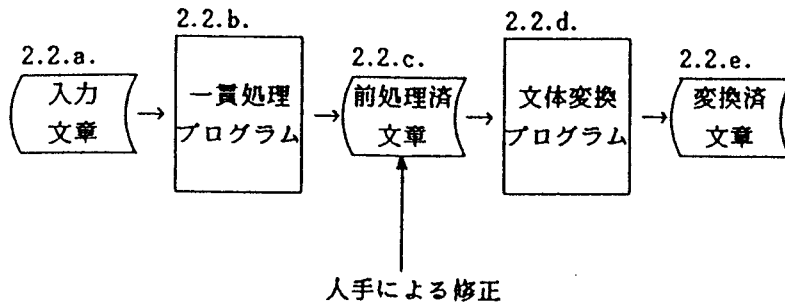 2.2.a.
入力
文章
2.2.b.
一貫処理
プログラム
2.2.c.
前処理済
文章
2.2.d.
文体変換
プログラム
2.2.e.
変換済
文章
人手による修正